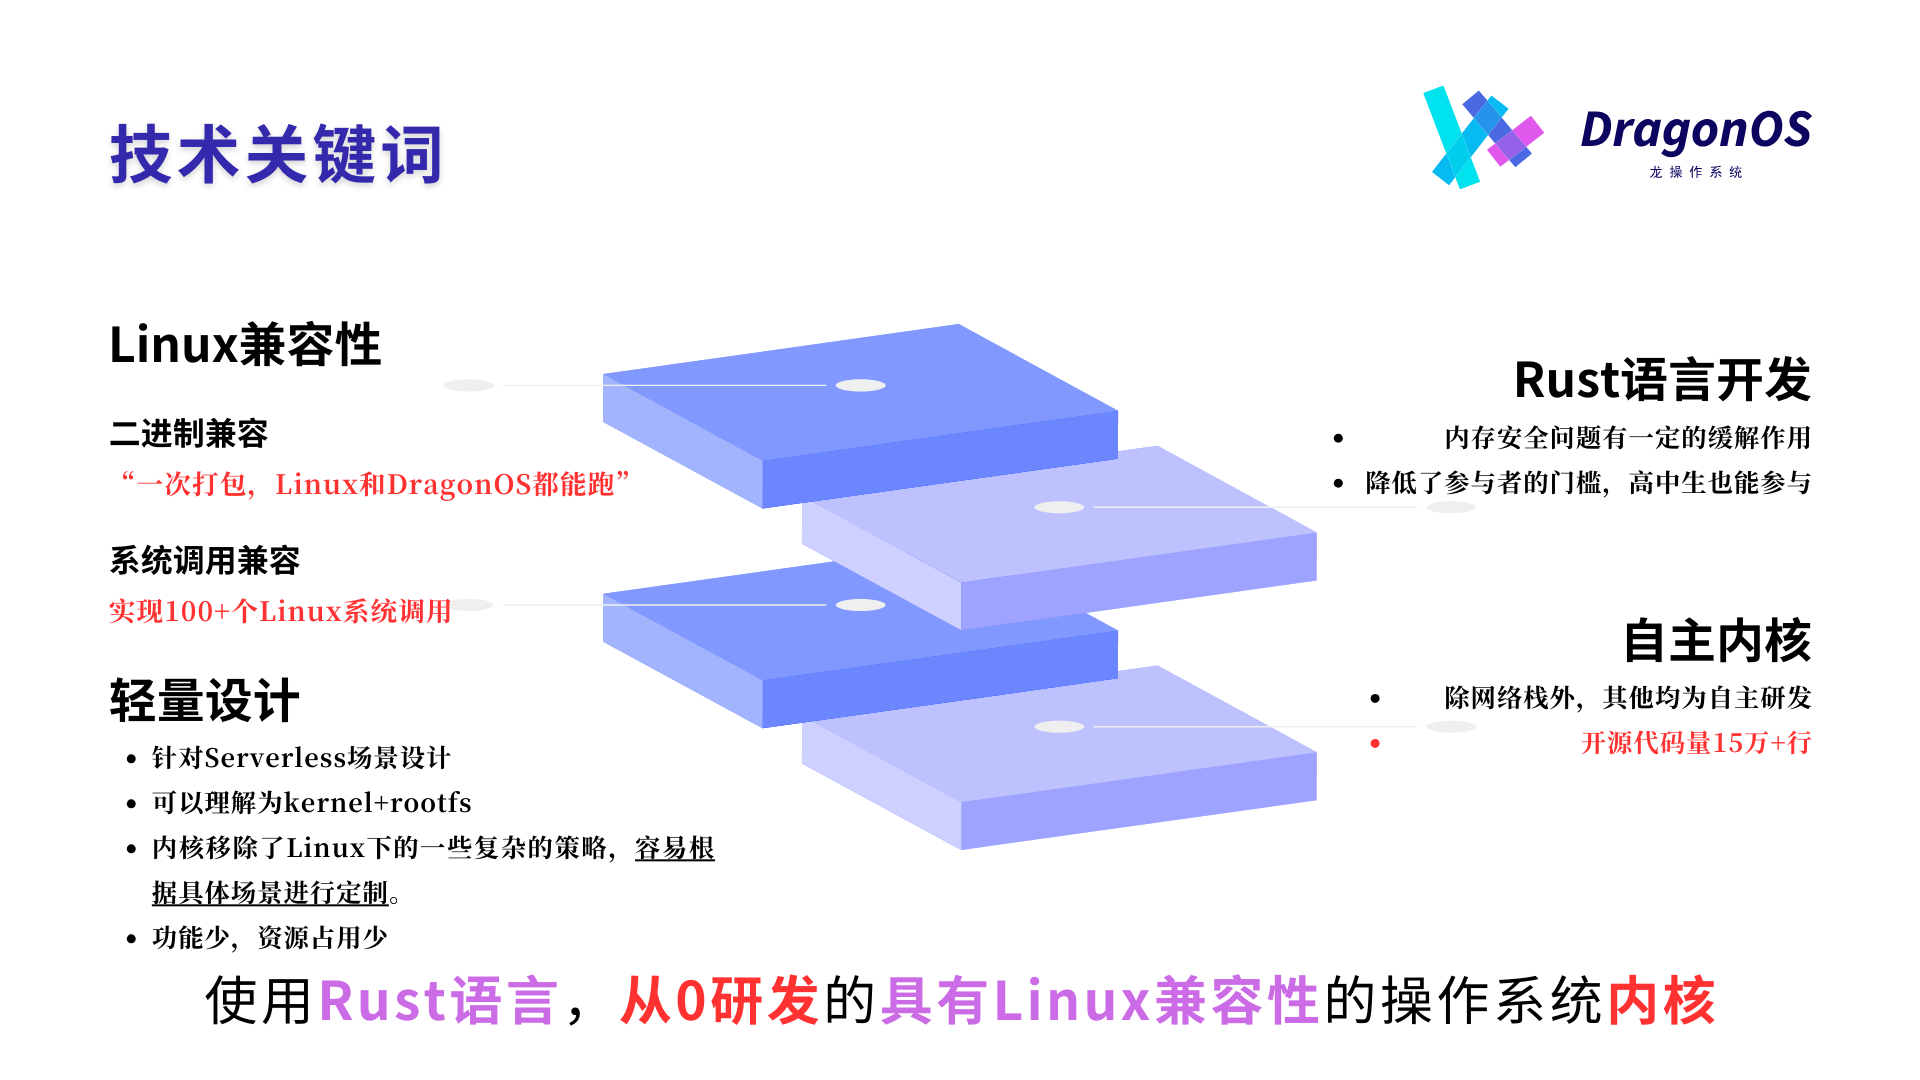 技术关键词
DragonOS
龙操作系统
Linux兼容性
二进制兼容
“一次打包，Linux和DragonOS都能跑”
系统调用兼容
实现100+个Linux系统调用
轻量设计
针对Serverless场景设计
可以理解为kernel+rootfs
内核移除了Linux下的一些复杂的策略，容易根
据具体场景进行定制。
功能少，资源占用少
Rust语言开发
内存安全问题有一定的缓解作用
降低了参与者的门槛，高中生也能参与
自主内核
除网络栈外，其他均为自主研发
开源代码量15万+行
使用Rust语言，从0研发的具有Linux兼容性的操作系统内核